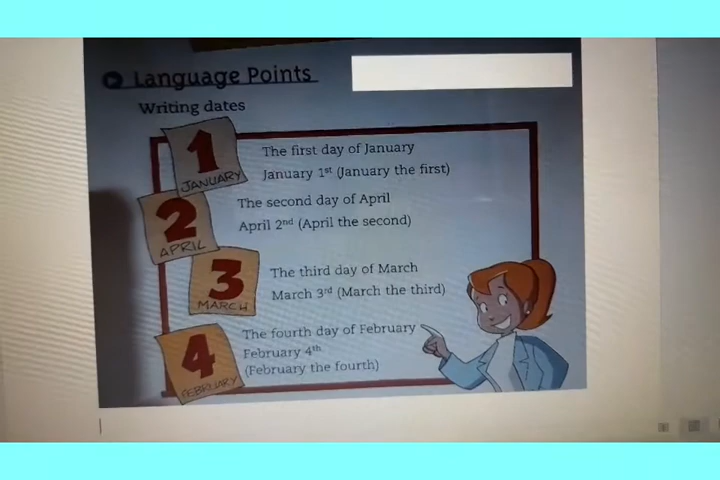 Language Points
Writing dates
1
JANUARY
The first day of January
January 1st (January the first)
2
APRIL
The second day of April
April 2nd (April the second)
3
MARCH
The third day of March
March 3rd (March the third)
4
FEBRUARY
The fourth day of February
February 4th
(February the fourth)